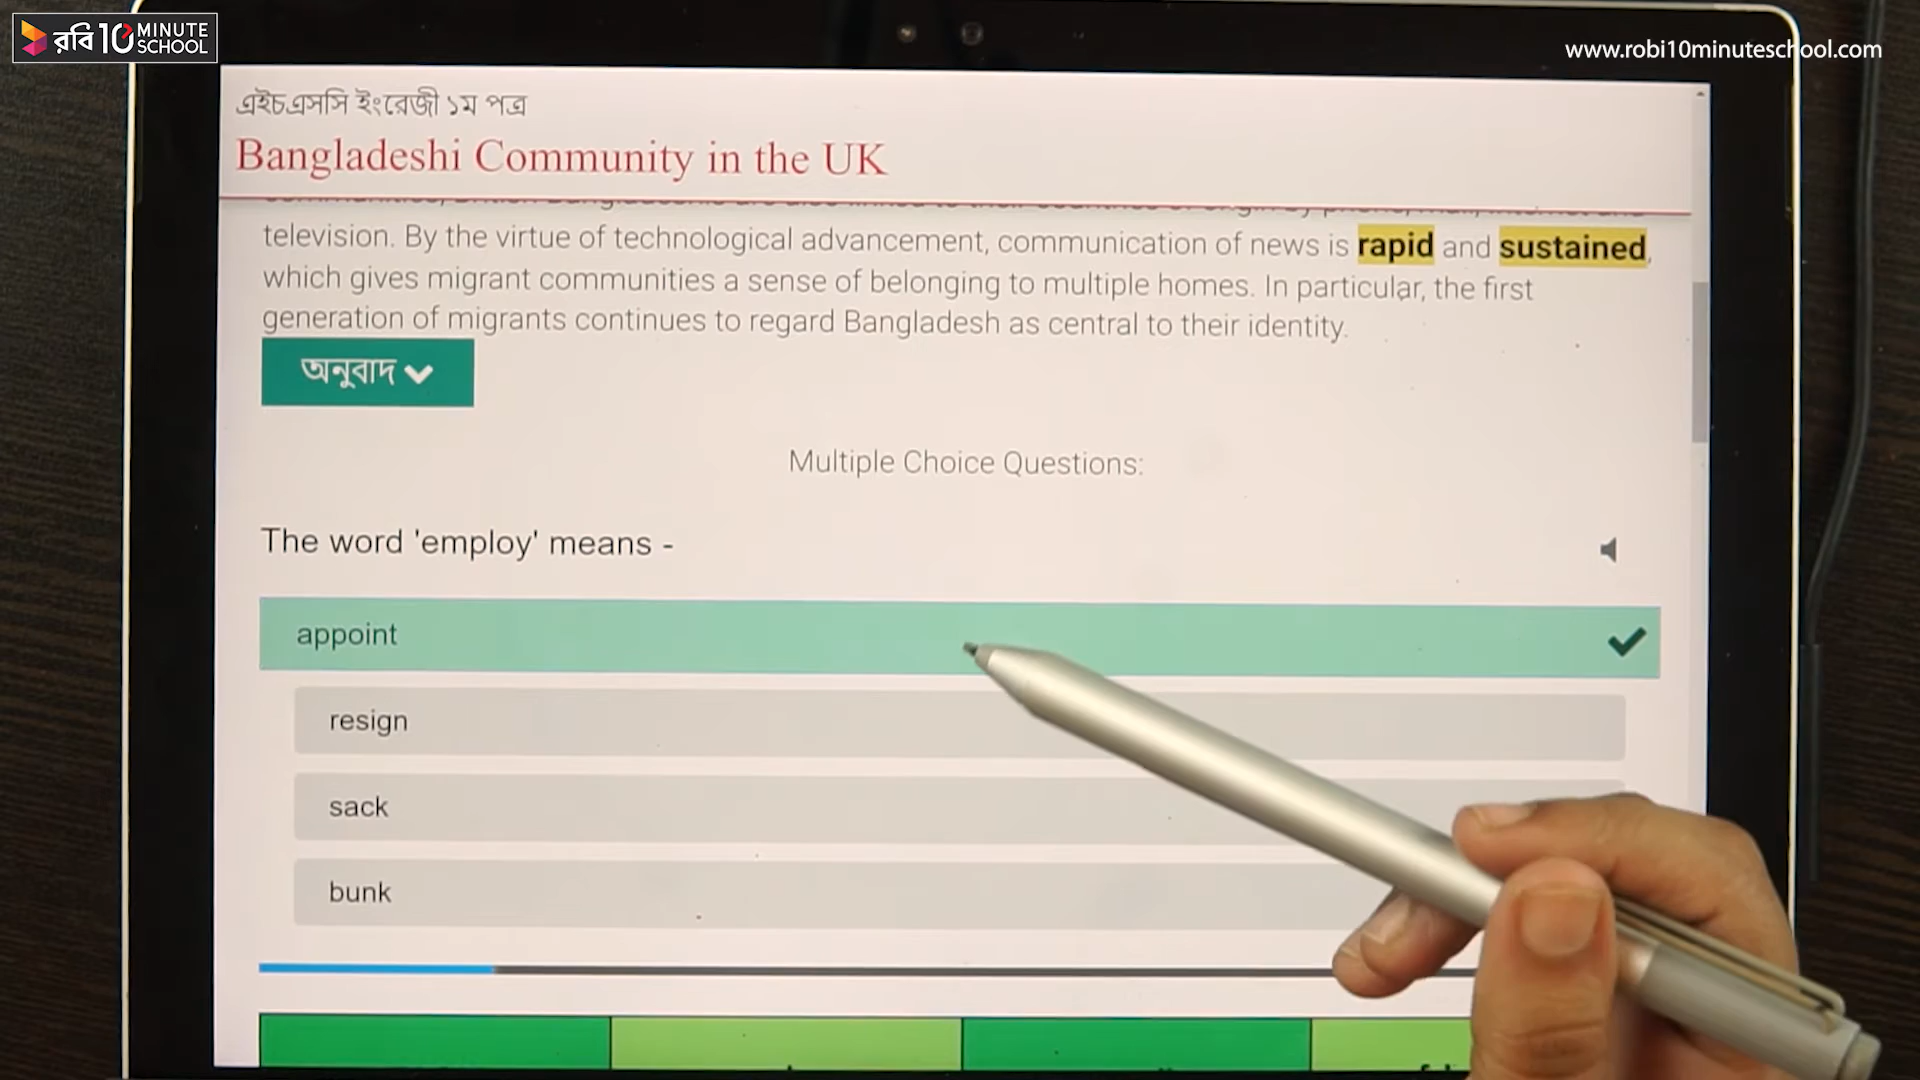 রবি 10 MINUTE SCHOOL
www.robi10minuteschool.com
এইচএসসি ইংরেজী ১ম পত্র
Bangladeshi Community in the UK
television. By the virtue of technological advancement, communication of news is rapid and sustained,
which gives migrant communities a sense of belonging to multiple homes. In particular, the first
generation of migrants continues to regard Bangladesh as central to their identity.
অনুবাদ
Multiple Choice Questions:
The word 'employ' means -
appoint
resign
sack
bunk